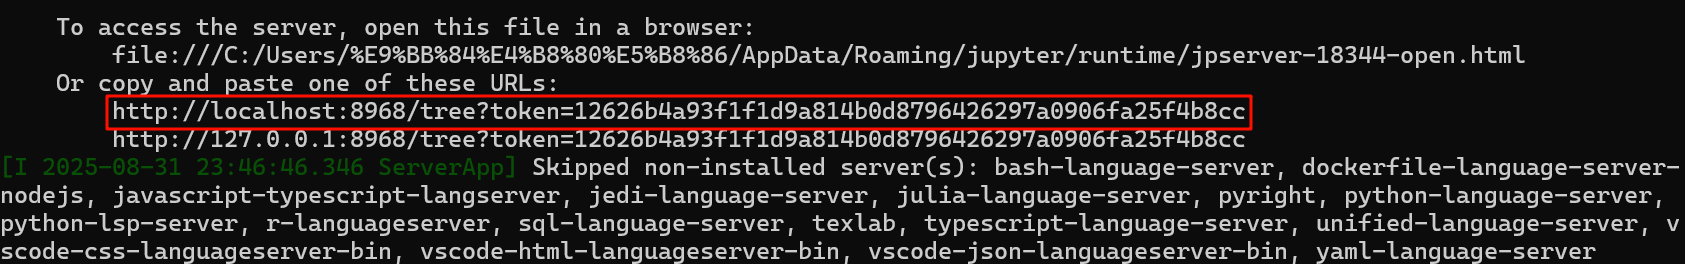 To access the server, open this file in a browser:
file:///C:/Users/%E9%BB%84%E4%B8%80%E5%B8%86/AppData/Roaming/jupyter/runtime/jpserver-18344-open.html
Or copy and paste one of these URLs:
http://localhost:8968/tree?token=12626b4a93f1f1d9a814b0d8796426297a0906fa25f4b8cc
http://127.0.0.1:8968/tree?token=12626b4a93f1f1d9a814b0d8796426297a0906fa25f4b8cc
[I 2025-08-31 23:46:46.346 ServerApp] Skipped non-installed server(s): bash-language-server, dockerfile-language-server-
nodejs, javascript-typescript-langserver, jedi-language-server, julia-language-server, pyright, python-language-server,
python-lsp-server, r-languageserver, sql-language-server, texlab, typescript-language-server, unified-language-server, v
scode-css-languageserver-bin, vscode-html-languageserver-bin, vscode-json-languageserver-bin, yaml-language-server